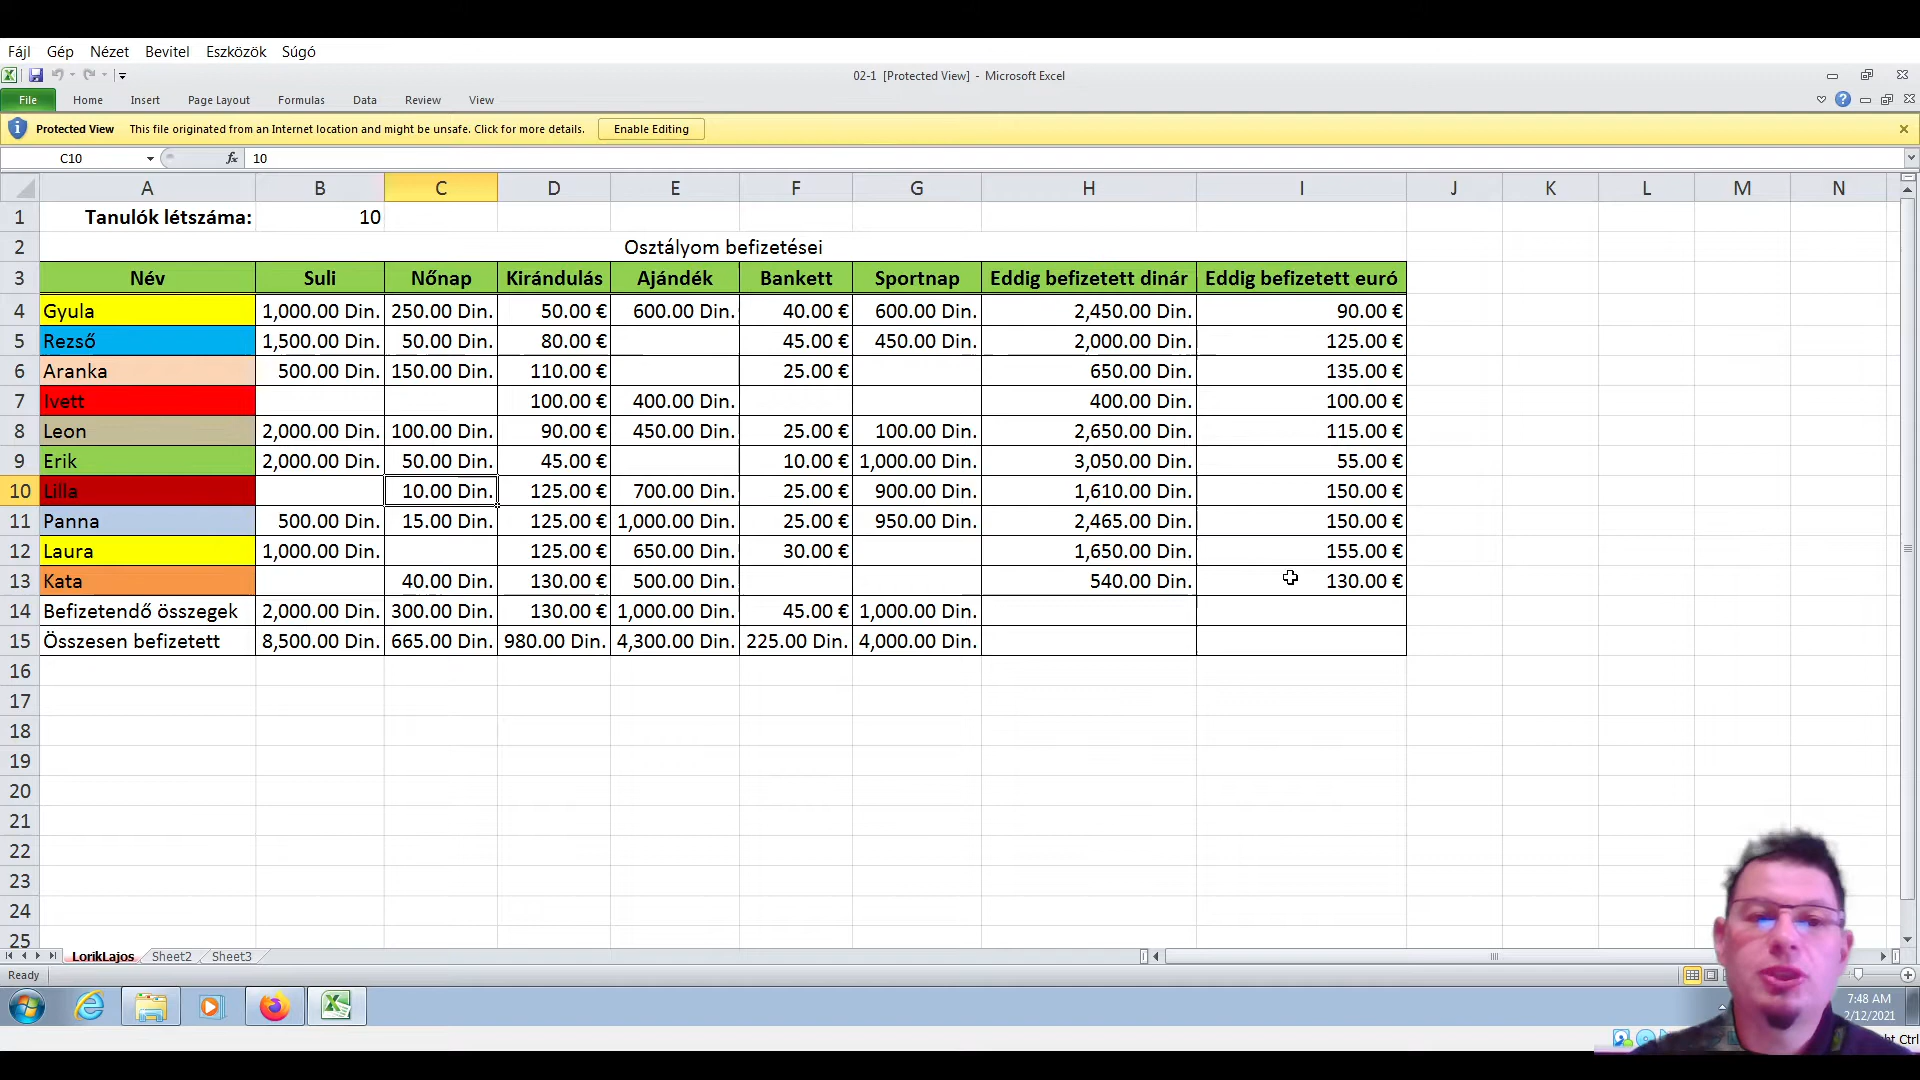 Fájl Gép Nézet Bevitel Eszközök Súgó
02-1 [Protected View] - Microsoft Excel
File Home Insert Page Layout Formulas Data Review View
Protected View This file originated from an Internet location and might be unsafe. Click for more details. Enable Editing
C10 fx 10
A B C D E F G H I J K L M N
1 Tanulók létszáma: 10
2 Osztályom befizetései
3 Név Suli Nőnap Kirándulás Ajándék Bankett Sportnap Eddig befizetett dinár Eddig befizetett euró
4 Gyula 1,000.00 Din. 250.00 Din. 50.00 € 600.00 Din. 40.00 € 600.00 Din. 2,450.00 Din. 90.00 €
5 Rezső 1,500.00 Din. 50.00 Din. 80.00 € 45.00 € 450.00 Din. 2,000.00 Din. 125.00 €
6 Aranka 500.00 Din. 150.00 Din. 110.00 € 25.00 € 650.00 Din. 135.00 €
7 Ivett 100.00 € 400.00 Din. 400.00 Din. 100.00 €
8 Leon 2,000.00 Din. 100.00 Din. 90.00 € 450.00 Din. 25.00 € 100.00 Din. 2,650.00 Din. 115.00 €
9 Erik 2,000.00 Din. 50.00 Din. 45.00 € 10.00 € 1,000.00 Din. 3,050.00 Din. 55.00 €
10 Lilla 10.00 Din. 125.00 € 700.00 Din. 25.00 € 900.00 Din. 1,610.00 Din. 150.00 €
11 Panna 500.00 Din. 15.00 Din. 125.00 € 1,000.00 Din. 25.00 € 950.00 Din. 2,465.00 Din. 150.00 €
12 Laura 1,000.00 Din. 125.00 € 650.00 Din. 30.00 € 1,650.00 Din. 155.00 €
13 Kata 40.00 Din. 130.00 € 500.00 Din. 540.00 Din. 130.00 €
14 Befizetendő összegek 2,000.00 Din. 300.00 Din. 130.00 € 1,000.00 Din. 45.00 € 1,000.00 Din.
15 Összesen befizetett 8,500.00 Din. 665.00 Din. 980.00 Din. 4,300.00 Din. 225.00 Din. 4,000.00 Din.
16
17
18
19
20
21
22
23
24
25
LorikLajos Sheet2 Sheet3
Ready
7:48 AM
2/12/2021
Ctrl